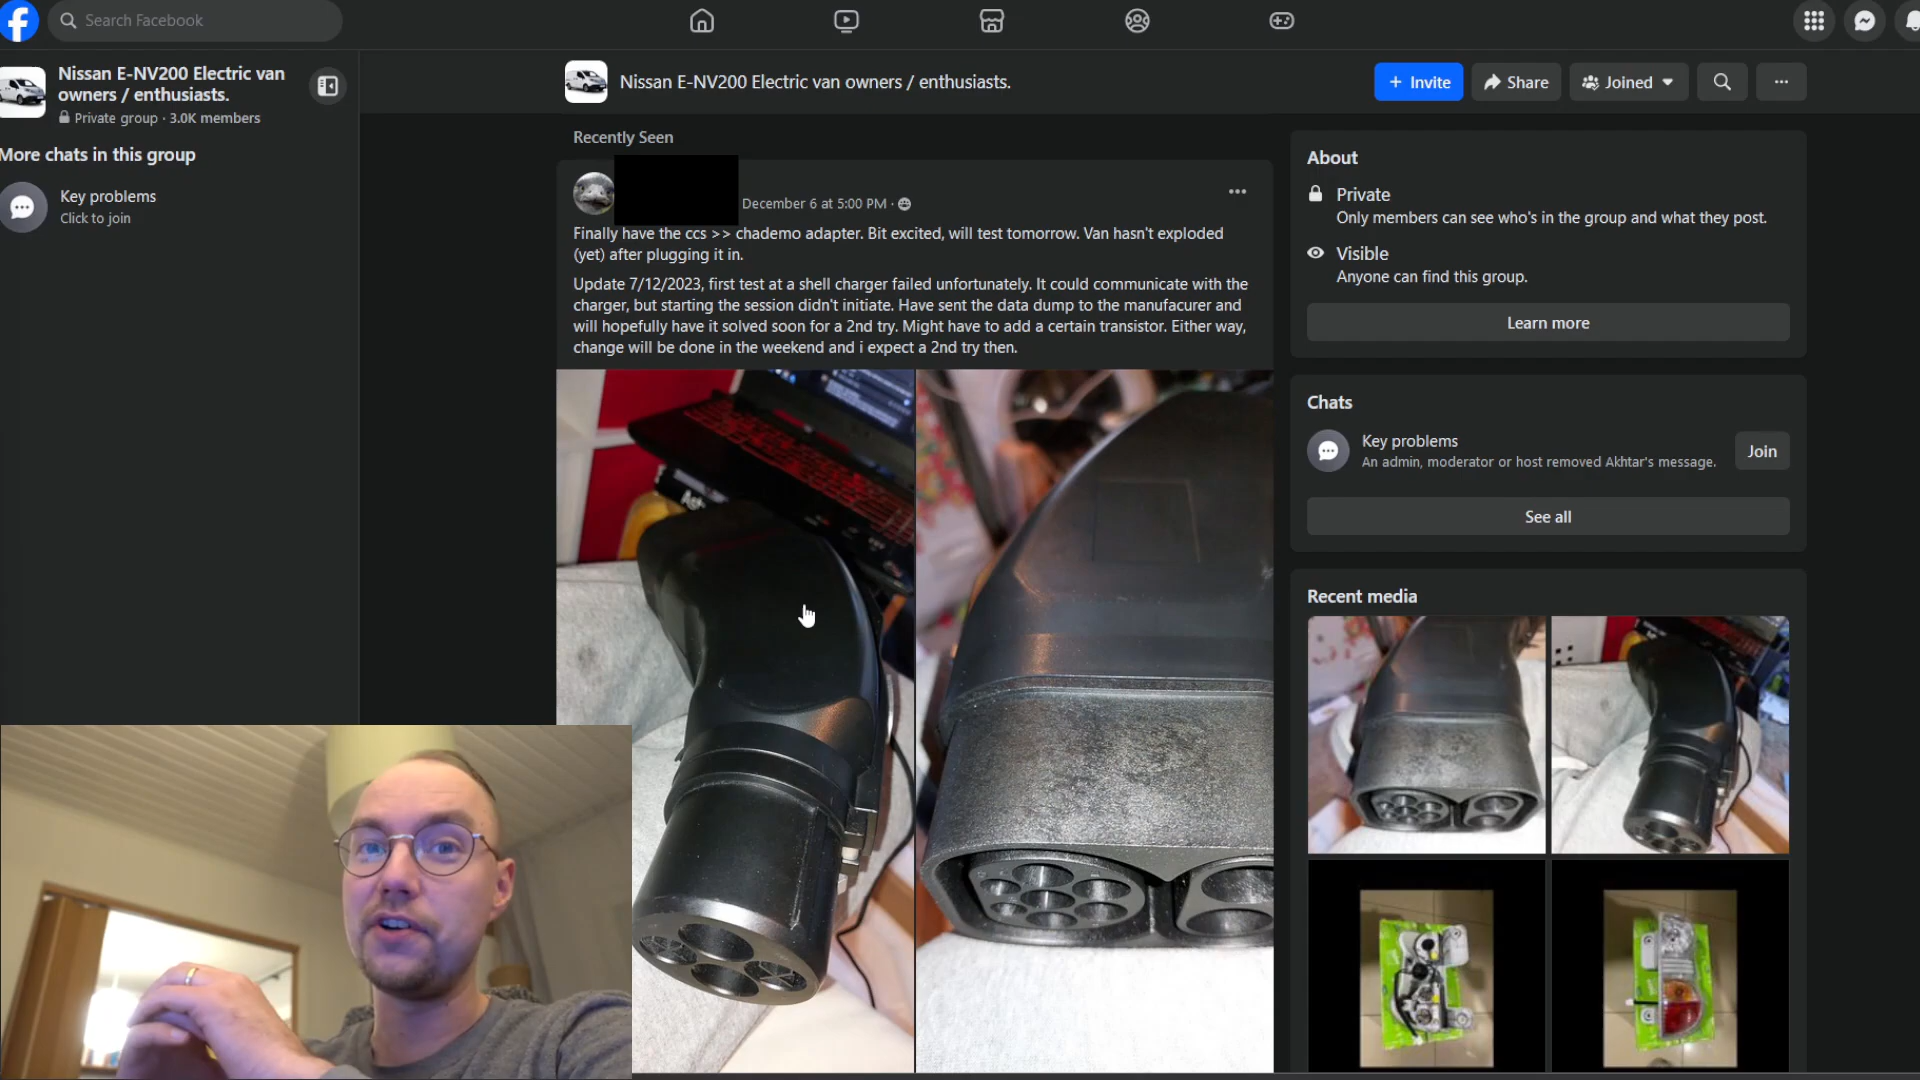 Search Facebook
Nissan E-NV200 Electric van
owners / enthusiasts.
Private group · 3.0K members
More chats in this group
Key problems
Click to join
Nissan E-NV200 Electric van owners / enthusiasts.
+ Invite
Share
Joined
Recently Seen
December 6 at 5:00 PM ·
Finally have the ccs >> chademo adapter. Bit excited, will test tomorrow. Van hasn't exploded
(yet) after plugging it in.
Update 7/12/2023, first test at a shell charger failed unfortunately. It could communicate with the
charger, but starting the session didn't initiate. Have sent the data dump to the manufacurer and
will hopefully have it solved soon for a 2nd try. Might have to add a certain transistor. Either way,
change will be done in the weekend and i expect a 2nd try then.
About
Private
Only members can see who's in the group and what they post.
Visible
Anyone can find this group.
Learn more
Chats
Key problems
An admin, moderator or host removed Akhtar's message.
Join
See all
Recent media